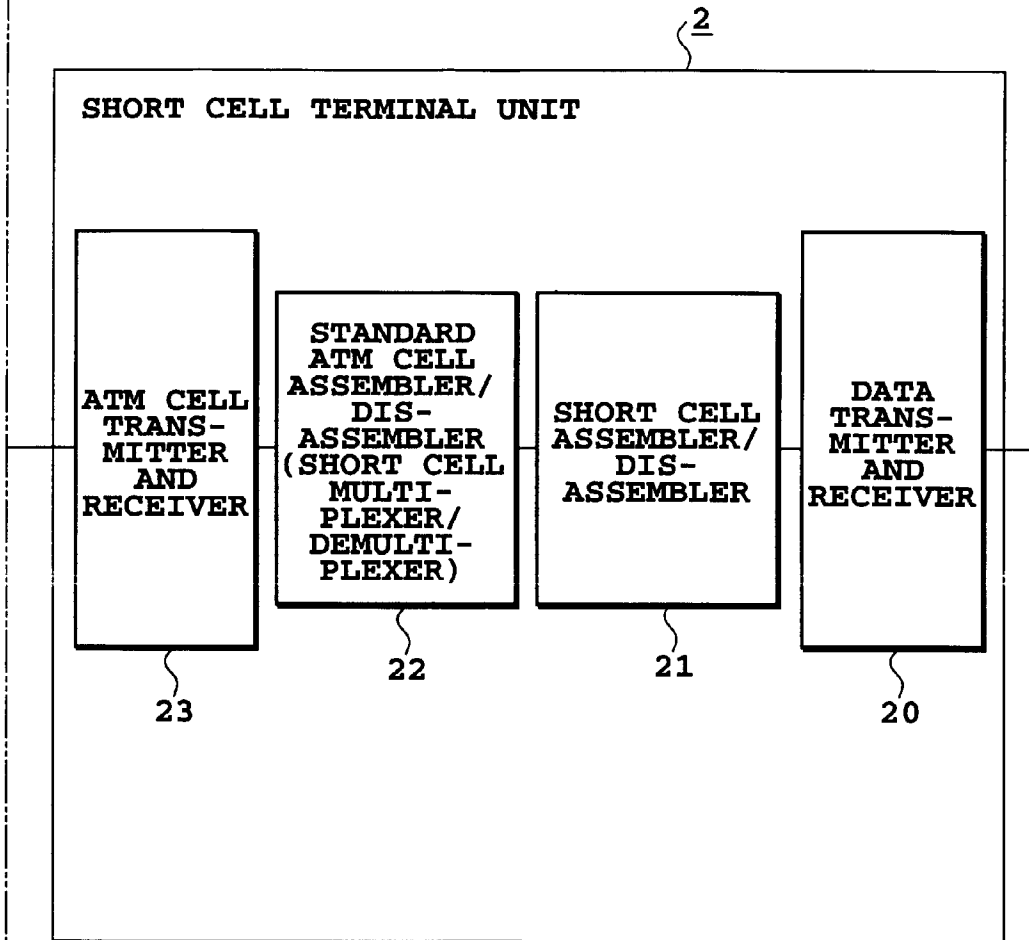 2
SHORT CELL TERMINAL UNIT
ATM CELL
TRANS-
MITTER
AND
RECEIVER
23
STANDARD
ATM CELL
ASSEMBLER/
DIS-
ASSEMBLER
(SHORT CELL
MULTI-
PLEXER/
DEMULTI-
PLEXER)
22
SHORT CELL
ASSEMBLER/
DIS-
ASSEMBLER
21
DATA
TRANS-
MITTER
AND
RECEIVER
20